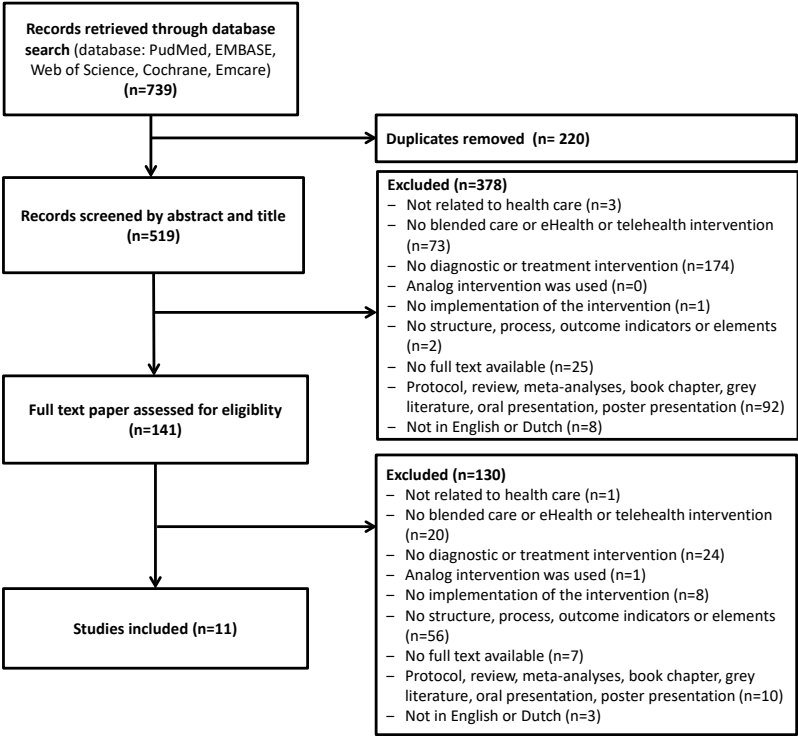 Records retrieved through database
search (database: PudMed, EMBASE,
Web of Science, Cochrane, Emcare)
(n=739)
Duplicates removed (n= 220)
Records screened by abstract and title
(n=519)
Excluded (n=378)
– Not related to health care (n=3)
– No blended care or eHealth or telehealth intervention
(n=73)
– No diagnostic or treatment intervention (n=174)
– Analog intervention was used (n=0)
– No implementation of the intervention (n=1)
– No structure, process, outcome indicators or elements
(n=2)
– No full text available (n=25)
– Protocol, review, meta-analyses, book chapter, grey
literature, oral presentation, poster presentation (n=92)
– Not in English or Dutch (n=8)
Full text paper assessed for eligiblity
(n=141)
Excluded (n=130)
– Not related to health care (n=1)
– No blended care or eHealth or telehealth intervention
(n=20)
– No diagnostic or treatment intervention (n=24)
– Analog intervention was used (n=1)
– No implementation of the intervention (n=8)
– No structure, process, outcome indicators or elements
(n=56)
– No full text available (n=7)
– Protocol, review, meta-analyses, book chapter, grey
literature, oral presentation, poster presentation (n=10)
– Not in English or Dutch (n=3)
Studies included (n=11)